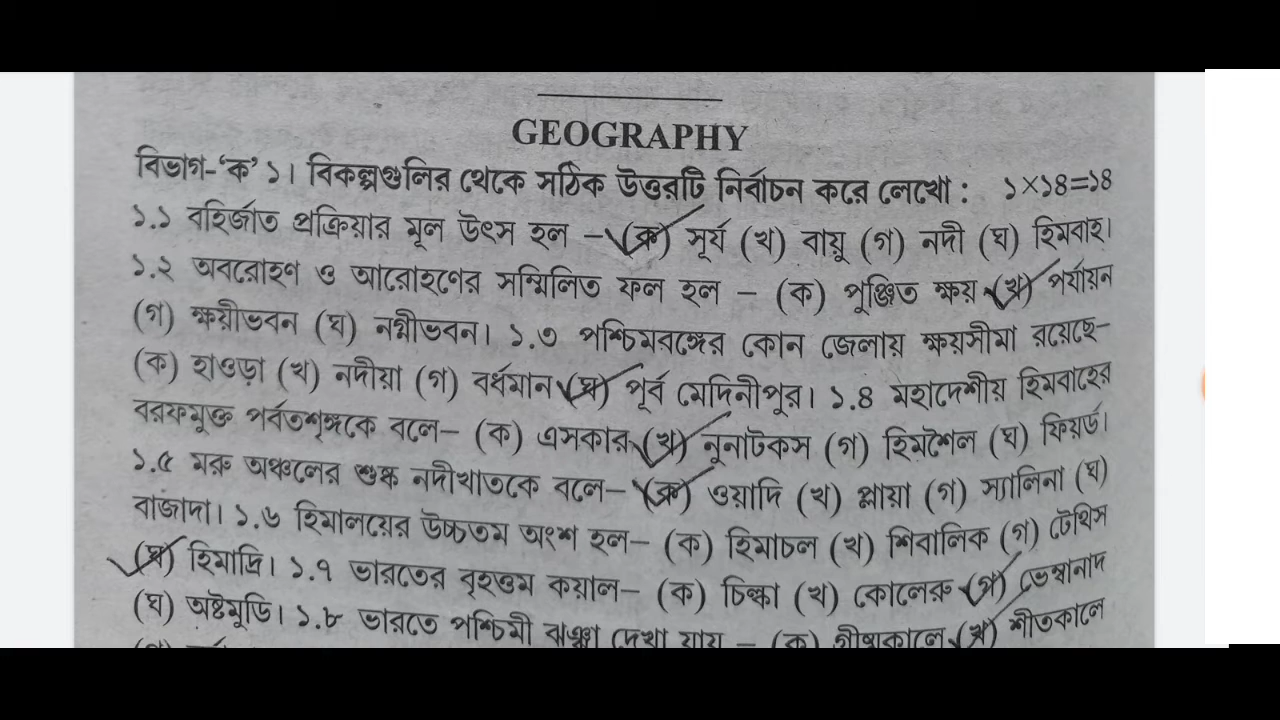 GEOGRAPHY
বিভাগ-‘ক’ ১। বিকল্পগুলির থেকে সঠিক উত্তরটি নির্বাচন করে লেখো : ১×১৪=১৪
১.১ বহির্জাত প্রক্রিয়ার মূল উৎস হল – (ক) সূর্য (খ) বায়ু (গ) নদী (ঘ) হিমবাহ।
১.২ অবরোহণ ও আরোহণের সম্মিলিত ফল হল – (ক) পুঞ্জিত ক্ষয় (খ) পর্যায়ন
(গ) ক্ষয়ীভবন (ঘ) নগ্নীভবন। ১.৩ পশ্চিমবঙ্গের কোন জেলায় ক্ষয়সীমা রয়েছে–
(ক) হাওড়া (খ) নদীয়া (গ) বর্ধমান (ঘ) পূর্ব মেদিনীপুর। ১.৪ মহাদেশীয় হিমবাহের
বরফমুক্ত পর্বতশৃঙ্গকে বলে– (ক) এসকার (খ) নুনাটকস (গ) হিমশৈল (ঘ) ফিয়র্ড।
১.৫ মরু অঞ্চলের শুষ্ক নদীখাতকে বলে– (ক) ওয়াদি (খ) প্লায়া (গ) স্যালিনা (ঘ)
বাজাদা। ১.৬ হিমালয়ের উচ্চতম অংশ হল– (ক) হিমাচল (খ) শিবালিক (গ) টেথিস
(ঘ) হিমাদ্রি। ১.৭ ভারতের বৃহত্তম কয়াল– (ক) চিল্কা (খ) কোলেরু (গ) ভেম্বানাদ
(ঘ) অষ্টমুডি। ১.৮ ভারতে পশ্চিমী ঝঞ্ঝা দেখা যায় – (ক) গ্রীষ্মকালে (খ) শীতকালে